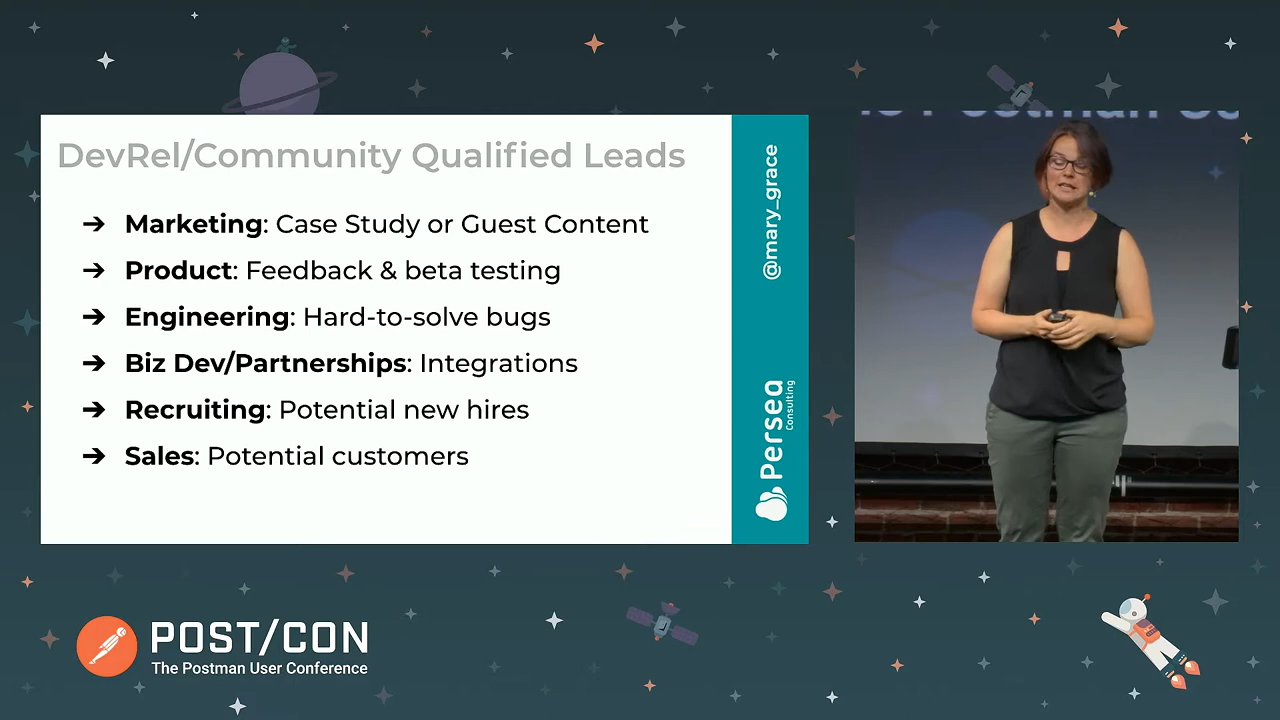 DevRel/Community Qualified Leads
➔ Marketing: Case Study or Guest Content
➔ Product: Feedback & beta testing
➔ Engineering: Hard-to-solve bugs
➔ Biz Dev/Partnerships: Integrations
➔ Recruiting: Potential new hires
➔ Sales: Potential customers
@mary_grace
Persea
Consulting
POST/CON
The Postman User Conference